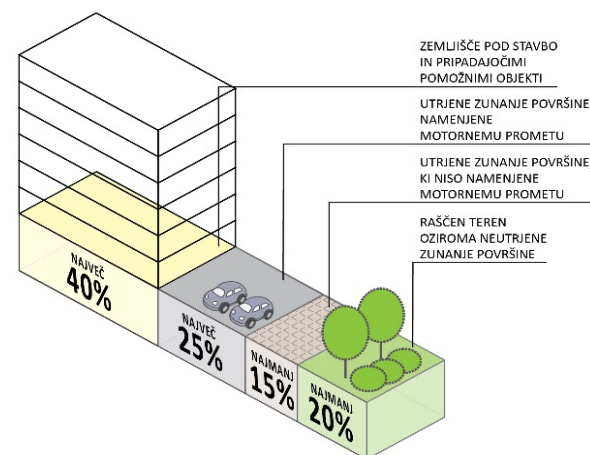 ZEMLJIŠČE POD STAVBO
IN PRIPADAJOČIMI
POMOŽNIMI OBJEKTI
UTRJENE ZUNANJE POVRŠINE
NAMENJENE
MOTORNEMU PROMETU
UTRJENE ZUNANJE POVRŠINE,
KI NISO NAMENJENE
MOTORNEMU PROMETU
RAŠČEN TEREN
OZIROMA NEUTRJENE
ZUNANJE POVRŠINE
NAJVEČ
40%
NAJVEČ
25%
NAJMANJ
15%
NAJMANJ
20%